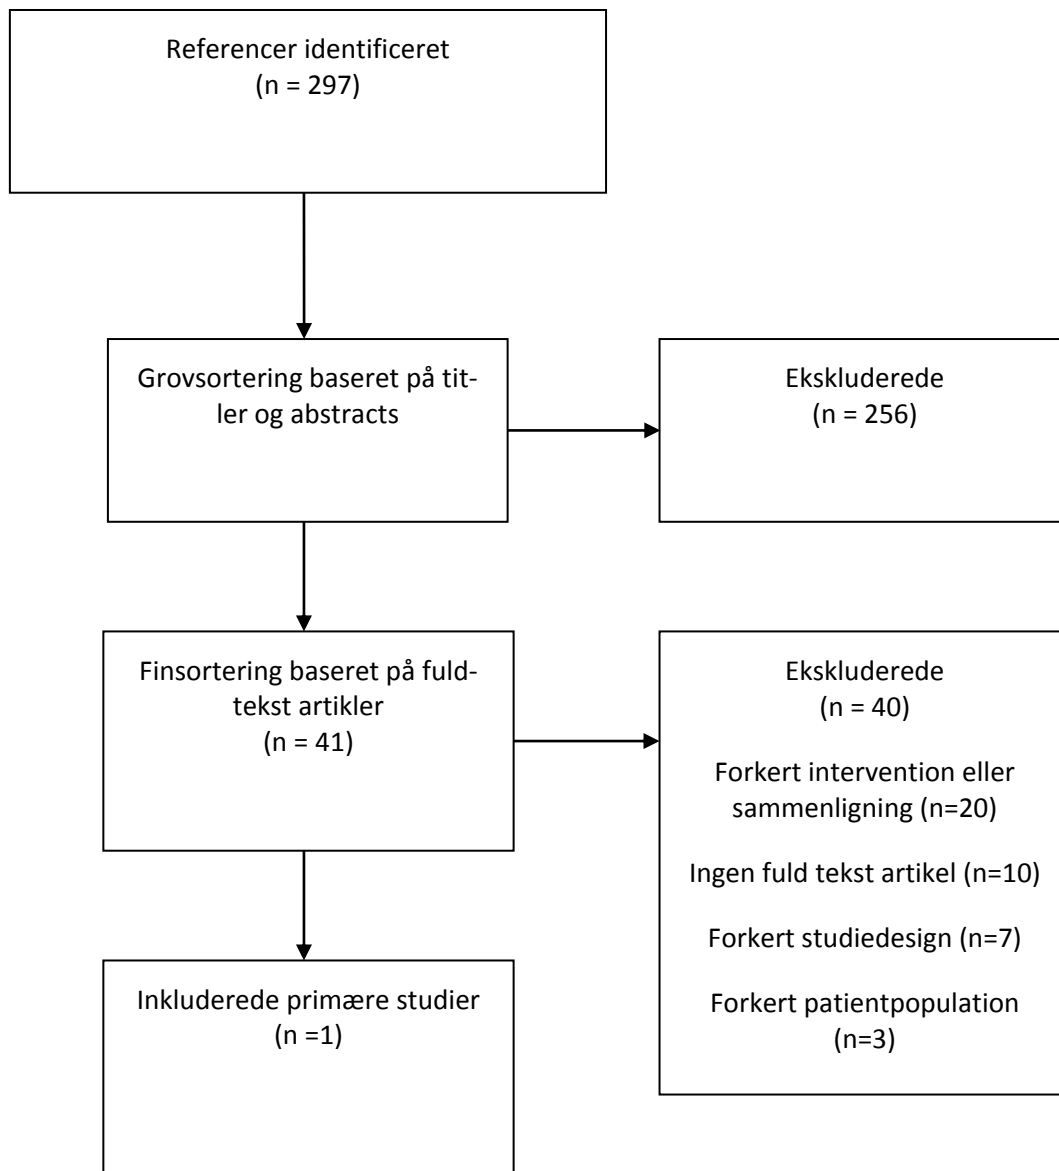 Referencer identificeret
(n = 297)
Grovsortering baseret på tit-
ler og abstracts
Ekskluderede
(n = 256)
Finsortering baseret på fuld-
tekst artikler
(n = 41)
Ekskluderede
(n = 40)
Forkert intervention eller
sammenligning (n=20)
Ingen fuld tekst artikel (n=10)
Forkert studiedesign (n=7)
Forkert patientpopulation
(n=3)
Inkluderede primære studier
(n =1)